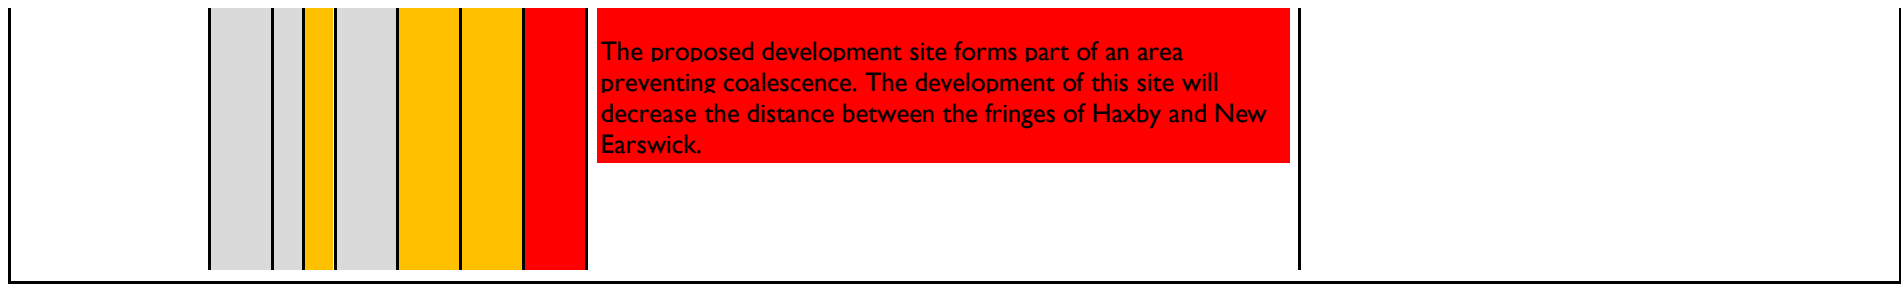 The proposed development site forms part of an area
preventing coalescence. The development of this site will
decrease the distance between the fringes of Haxby and New
Earswick.